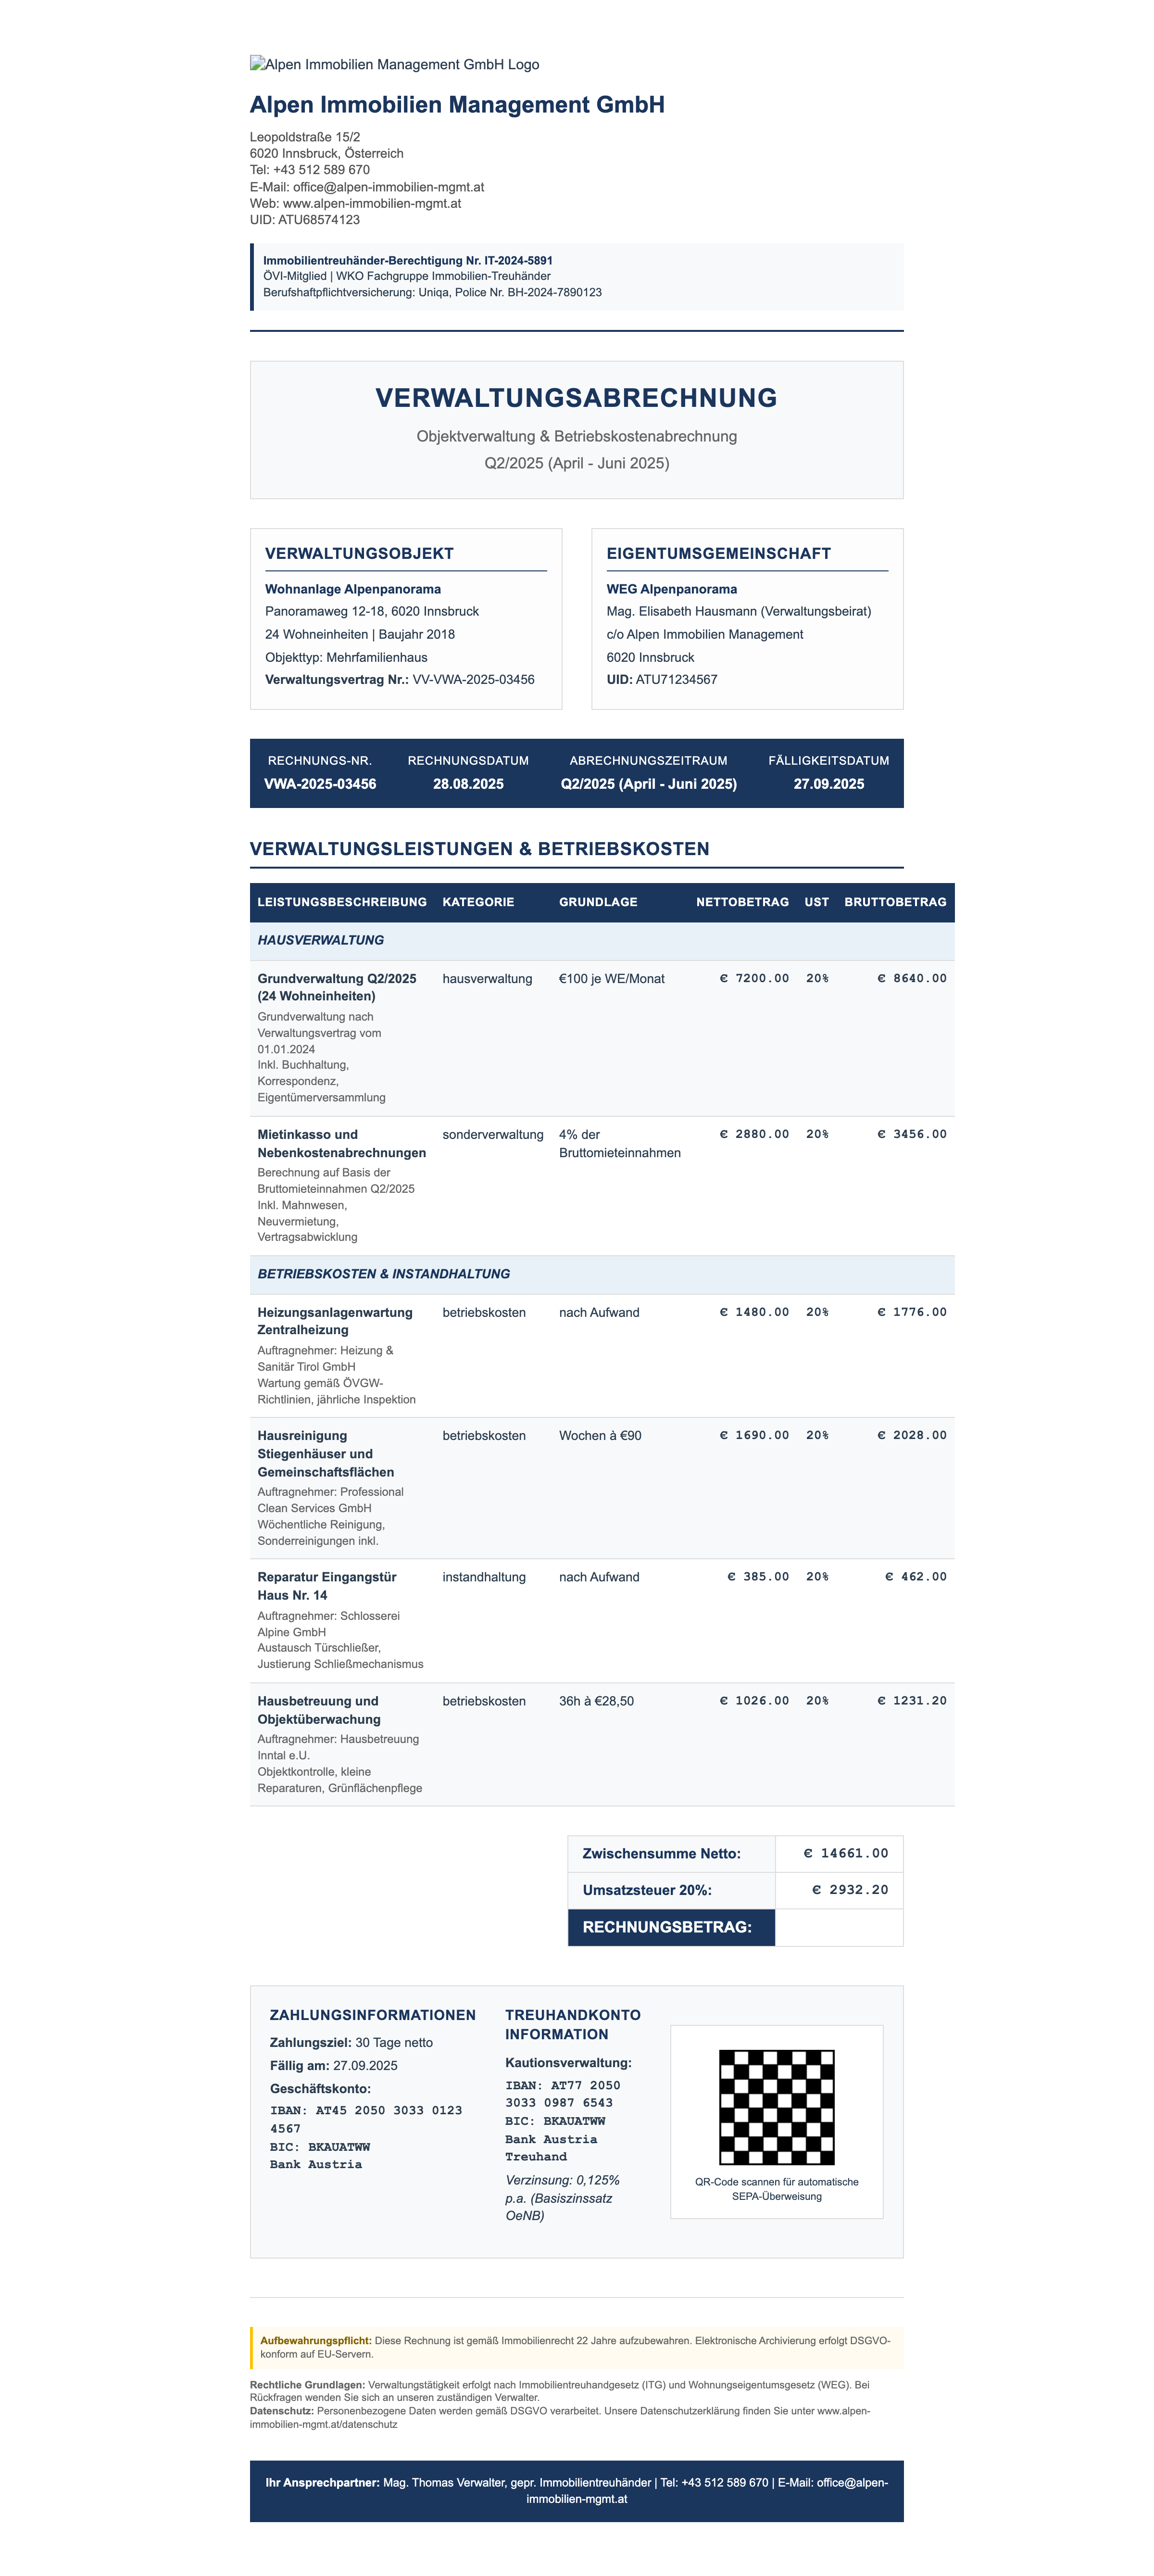 Alpen Immobilien Management GmbH Logo
Alpen Immobilien Management GmbH
Leopoldstraße 15/2
6020 Innsbruck, Österreich
Tel: +43 512 589 670
E-Mail: office@alpen-immobilien-mgmt.at
Web: www.alpen-immobilien-mgmt.at
UID: ATU68574123
Immobilientreuhänder-Berechtigung Nr. IT-2024-5891
ÖVI-Mitglied | WKO Fachgruppe Immobilien-Treuhänder
Berufshaftpflichtversicherung: Uniqa, Police Nr. BH-2024-7890123
VERWALTUNGSABRECHNUNG
Objektverwaltung & Betriebskostenabrechnung
Q2/2025 (April - Juni 2025)
VERWALTUNGSOBJEKT
Wohnanlage Alpenpanorama
Panoramaweg 12-18, 6020 Innsbruck
24 Wohneinheiten | Baujahr 2018
Objekttyp: Mehrfamilienhaus
Verwaltungsvertrag Nr.: VV-VWA-2025-03456
EIGENTUMSGEMEINSCHAFT
WEG Alpenpanorama
Mag. Elisabeth Hausmann (Verwaltungsbeirat)
c/o Alpen Immobilien Management
6020 Innsbruck
UID: ATU71234567
RECHNUNGS-NR. RECHNUNGSDATUM ABRECHNUNGSZEITRAUM FÄLLIGKEITSDATUM
VWA-2025-03456 28.08.2025 Q2/2025 (April - Juni 2025) 27.09.2025
VERWALTUNGSLEISTUNGEN & BETRIEBSKOSTEN
LEISTUNGSBESCHREIBUNG KATEGORIE GRUNDLAGE NETTOBETRAG UST BRUTTOBETRAG
HAUSVERWALTUNG
Grundverwaltung Q2/2025 hausverwaltung €100 je WE/Monat € 7200.00 20% € 8640.00
(24 Wohneinheiten)
Grundverwaltung nach
Verwaltungsvertrag vom
01.01.2024
Inkl. Buchhaltung,
Korrespondenz,
Eigentümerversammlung
Mietinkasso und sonderverwaltung 4% der € 2880.00 20% € 3456.00
Nebenkostenabrechnungen Bruttomieteinnahmen
Berechnung auf Basis der
Bruttomieteinnahmen Q2/2025
Inkl. Mahnwesen,
Neuvermietung,
Vertragsabwicklung
BETRIEBSKOSTEN & INSTANDHALTUNG
Heizungsanlagenwartung betriebskosten nach Aufwand € 1480.00 20% € 1776.00
Zentralheizung
Auftragnehmer: Heizung &
Sanitär Tirol GmbH
Wartung gemäß ÖVGW-
Richtlinien, jährliche Inspektion
Hausreinigung betriebskosten Wochen à €90 € 1690.00 20% € 2028.00
Stiegenhäuser und
Gemeinschaftsflächen
Auftragnehmer: Professional
Clean Services GmbH
Wöchentliche Reinigung,
Sonderreinigungen inkl.
Reparatur Eingangstür instandhaltung nach Aufwand € 385.00 20% € 462.00
Haus Nr. 14
Auftragnehmer: Schlosserei
Alpine GmbH
Austausch Türschließer,
Justierung Schließmechanismus
Hausbetreuung und betriebskosten 36h à €28,50 € 1026.00 20% € 1231.20
Objektüberwachung
Auftragnehmer: Hausbetreuung
Inntal e.U.
Objektkontrolle, kleine
Reparaturen, Grünflächenpflege
Zwischensumme Netto: € 14661.00
Umsatzsteuer 20%: € 2932.20
RECHNUNGSBETRAG:
ZAHLUNGSINFORMATIONEN
Zahlungsziel: 30 Tage netto
Fällig am: 27.09.2025
Geschäftskonto:
IBAN: AT45 2050 3033 0123
4567
BIC: BKAUATWW
Bank Austria
TREUHANDKONTO
INFORMATION
Kautionsverwaltung:
IBAN: AT77 2050
3033 0987 6543
BIC: BKAUATWW
Bank Austria
Treuhand
Verzinsung: 0,125%
p.a. (Basiszinssatz
OeNB)
QR-Code scannen für automatische
SEPA-Überweisung
Aufbewahrungspflicht: Diese Rechnung ist gemäß Immobilienrecht 22 Jahre aufzubewahren. Elektronische Archivierung erfolgt DSGVO-
konform auf EU-Servern.
Rechtliche Grundlagen: Verwaltungstätigkeit erfolgt nach Immobilientreuhandgesetz (ITG) und Wohnungseigentumsgesetz (WEG). Bei
Rückfragen wenden Sie sich an unseren zuständigen Verwalter.
Datenschutz: Personenbezogene Daten werden gemäß DSGVO verarbeitet. Unsere Datenschutzerklärung finden Sie unter www.alpen-
immobilien-mgmt.at/datenschutz
Ihr Ansprechpartner: Mag. Thomas Verwalter, gepr. Immobilientreuhänder | Tel: +43 512 589 670 | E-Mail: office@alpen-
immobilien-mgmt.at